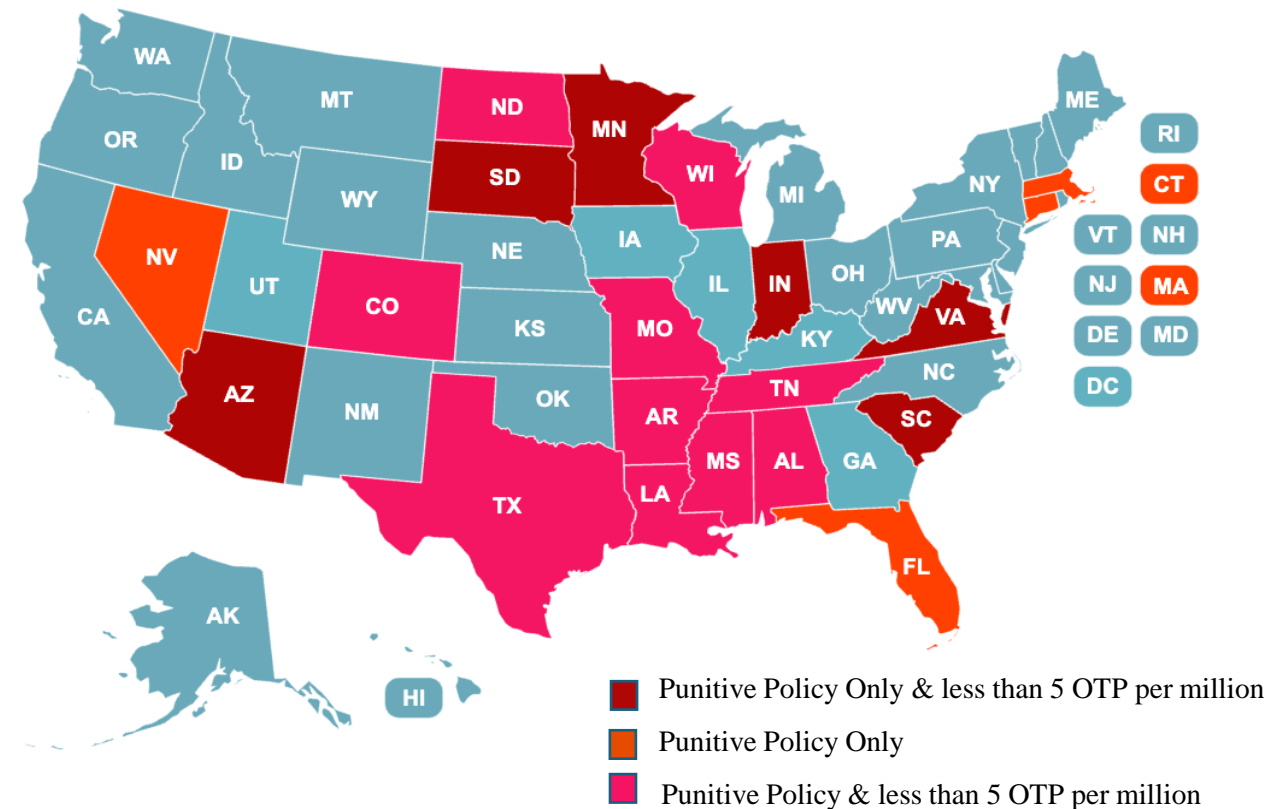 WA
MT
ND
MN
ME
OR
ID
SD
WI
RI
WY
MI
NY
CT
NE
IA
PA
VT
NH
NV
UT
CO
IL
IN
OH
NJ
MA
CA
KS
MO
WV
VA
DE
MD
KY
AZ
NM
OK
AR
TN
NC
DC
SC
TX
LA
MS
AL
GA
FL
AK
HI
Punitive Policy Only & less than 5 OTP per million
Punitive Policy Only
Punitive Policy & less than 5 OTP per million